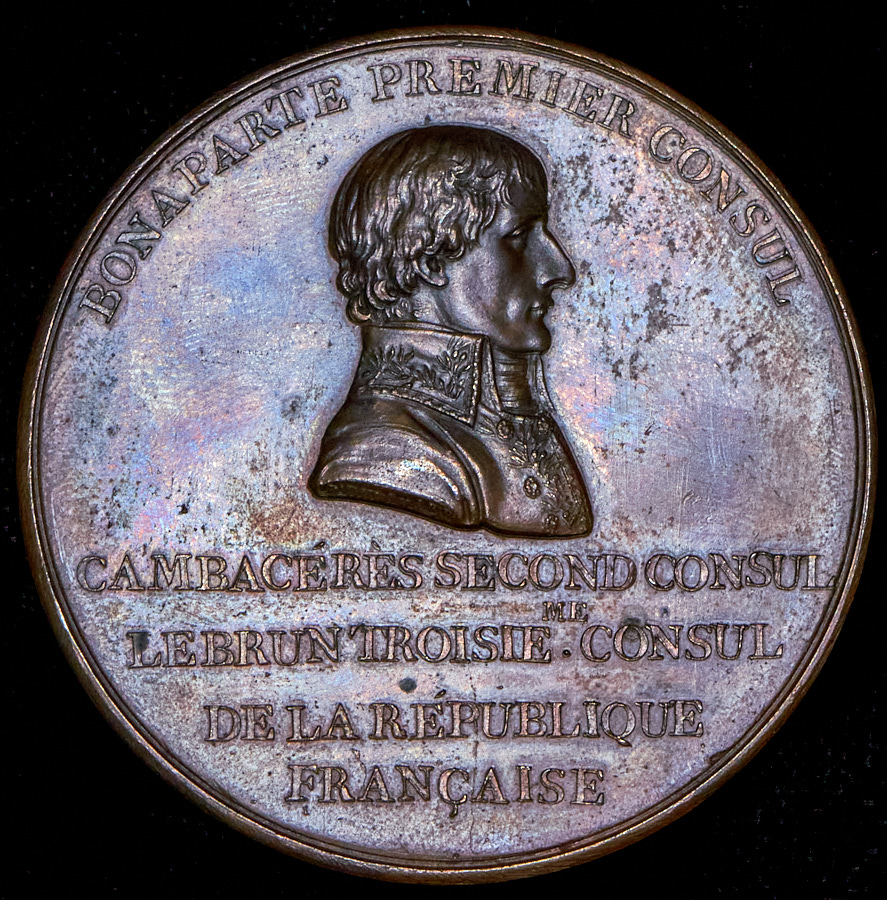 BONAPARTE PREMIER CONSUL
CAMBACÉRÈS SECOND CONSUL
LEBRUN TROISIE.ME CONSUL
DE LA RÉPUBLIQUE
FRANÇAISE